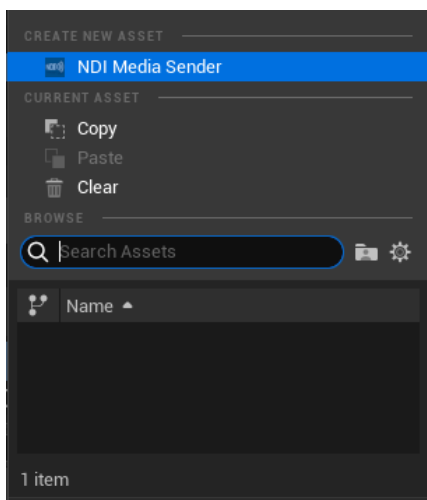 CREATE NEW ASSET
NDI Media Sender
CURRENT ASSET
Copy
Paste
Clear
BROWSE
Search Assets
Name
1 item